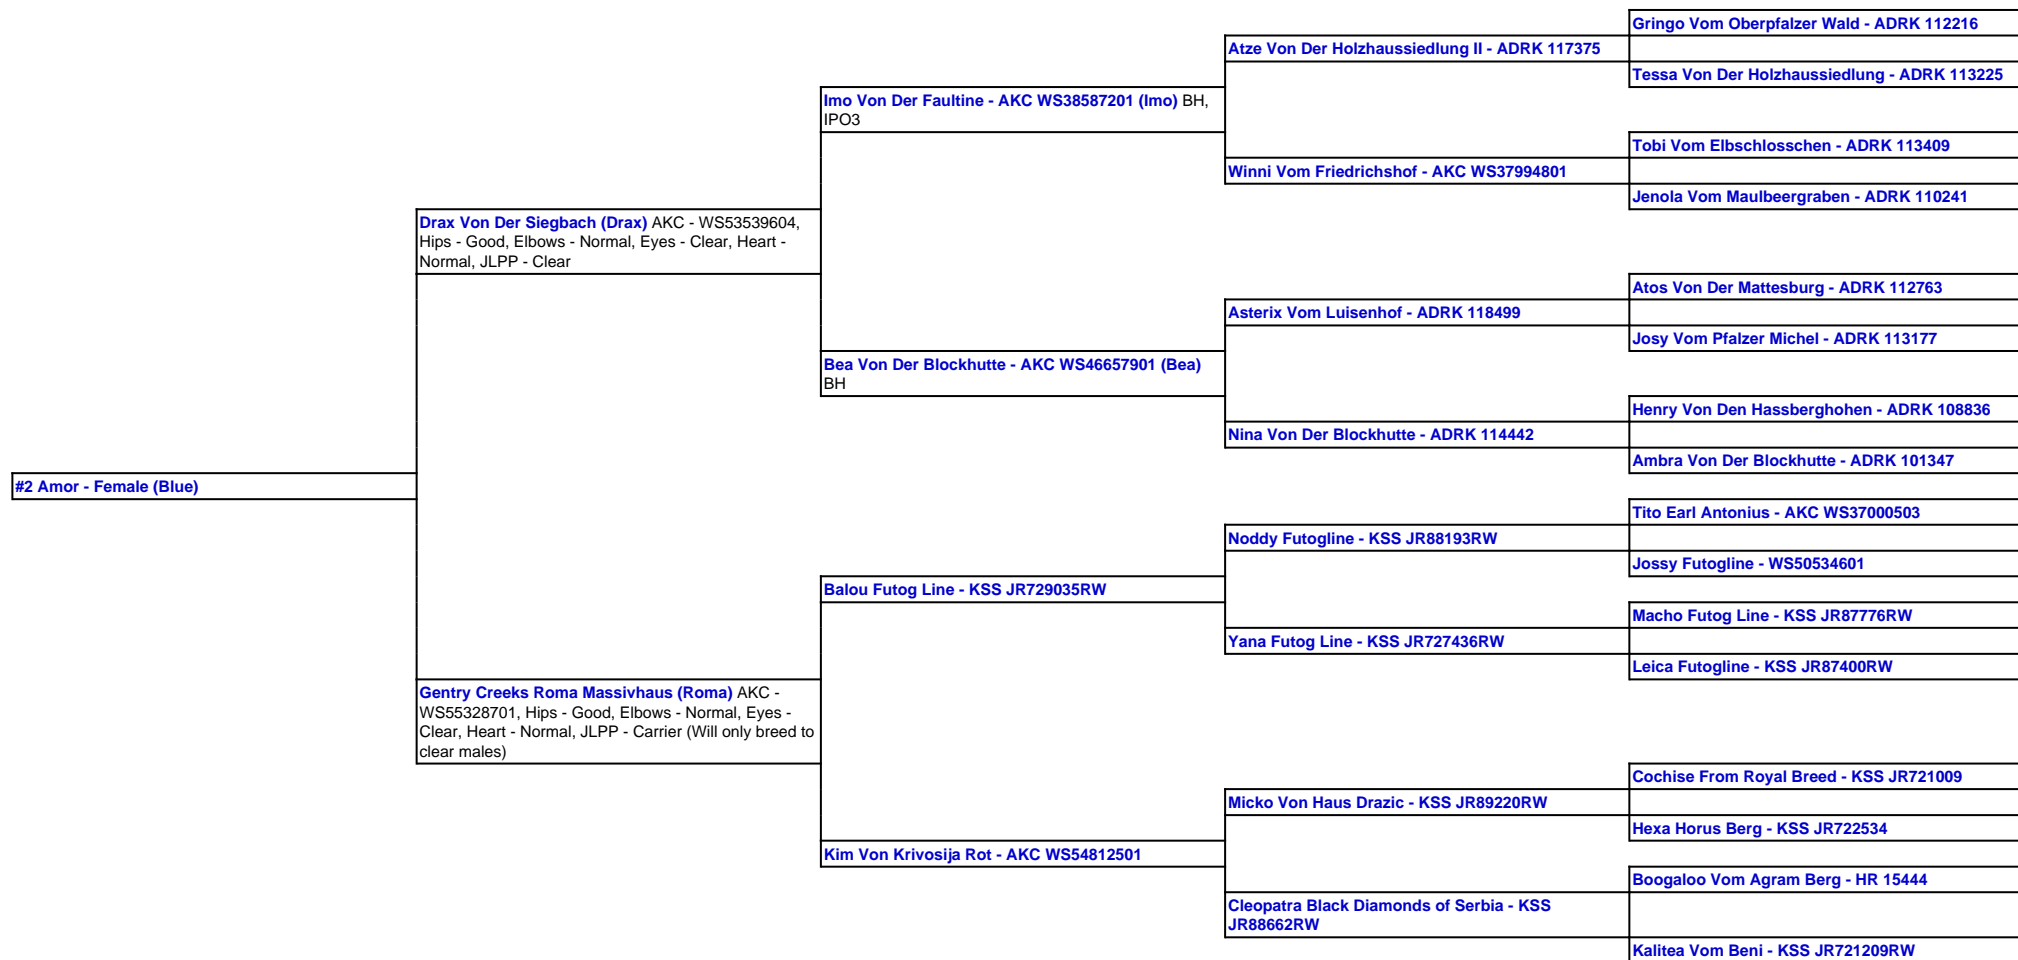 Gringo Vom Oberpfalzer Wald - ADRK 112216
Atze Von Der Holzhaussiedlung II - ADRK 117375
Tessa Von Der Holzhaussiedlung - ADRK 113225
Imo Von Der Faultine - AKC WS38587201 (Imo) BH,
IPO3
Tobi Vom Elbschlosschen - ADRK 113409
Winni Vom Friedrichshof - AKC WS37994801
Jenola Vom Maulbeergraben - ADRK 110241
Drax Von Der Siegbach (Drax) AKC - WS53539604,
Hips - Good, Elbows - Normal, Eyes - Clear, Heart -
Normal, JLPP - Clear
Atos Von Der Mattesburg - ADRK 112763
Asterix Vom Luisenhof - ADRK 118499
Josy Vom Pfalzer Michel - ADRK 113177
Bea Von Der Blockhutte - AKC WS46657901 (Bea)
BH
Henry Von Den Hassberghohen - ADRK 108836
Nina Von Der Blockhutte - ADRK 114442
Ambra Von Der Blockhutte - ADRK 101347
#2 Amor - Female (Blue)
Tito Earl Antonius - AKC WS37000503
Noddy Futogline - KSS JR88193RW
Jossy Futogline - WS50534601
Balou Futog Line - KSS JR729035RW
Macho Futog Line - KSS JR87776RW
Yana Futog Line - KSS JR727436RW
Leica Futogline - KSS JR87400RW
Gentry Creeks Roma Massivhaus (Roma) AKC -
WS55328701, Hips - Good, Elbows - Normal, Eyes -
Clear, Heart - Normal, JLPP - Carrier (Will only breed to
clear males)
Cochise From Royal Breed - KSS JR721009
Micko Von Haus Drazic - KSS JR89220RW
Hexa Horus Berg - KSS JR722534
Kim Von Krivosija Rot - AKC WS54812501
Boogaloo Vom Agram Berg - HR 15444
Cleopatra Black Diamonds of Serbia - KSS
JR88662RW
Kalitea Vom Beni - KSS JR721209RW